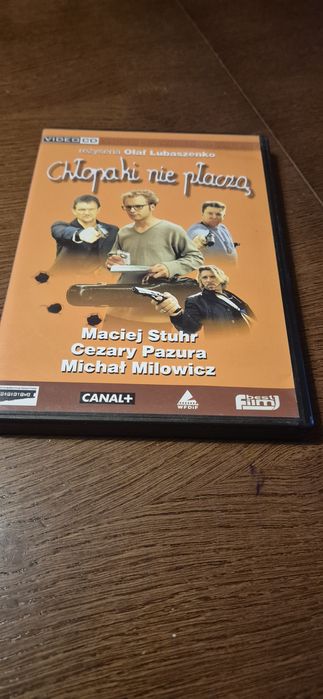 VIDEO CD
reżyseria Olaf Lubaszenko
Chłopaki nie płaczą
Maciej Stuhr
Cezary Pazura
Michał Milowicz
CANAL+
WFDiF
best
film